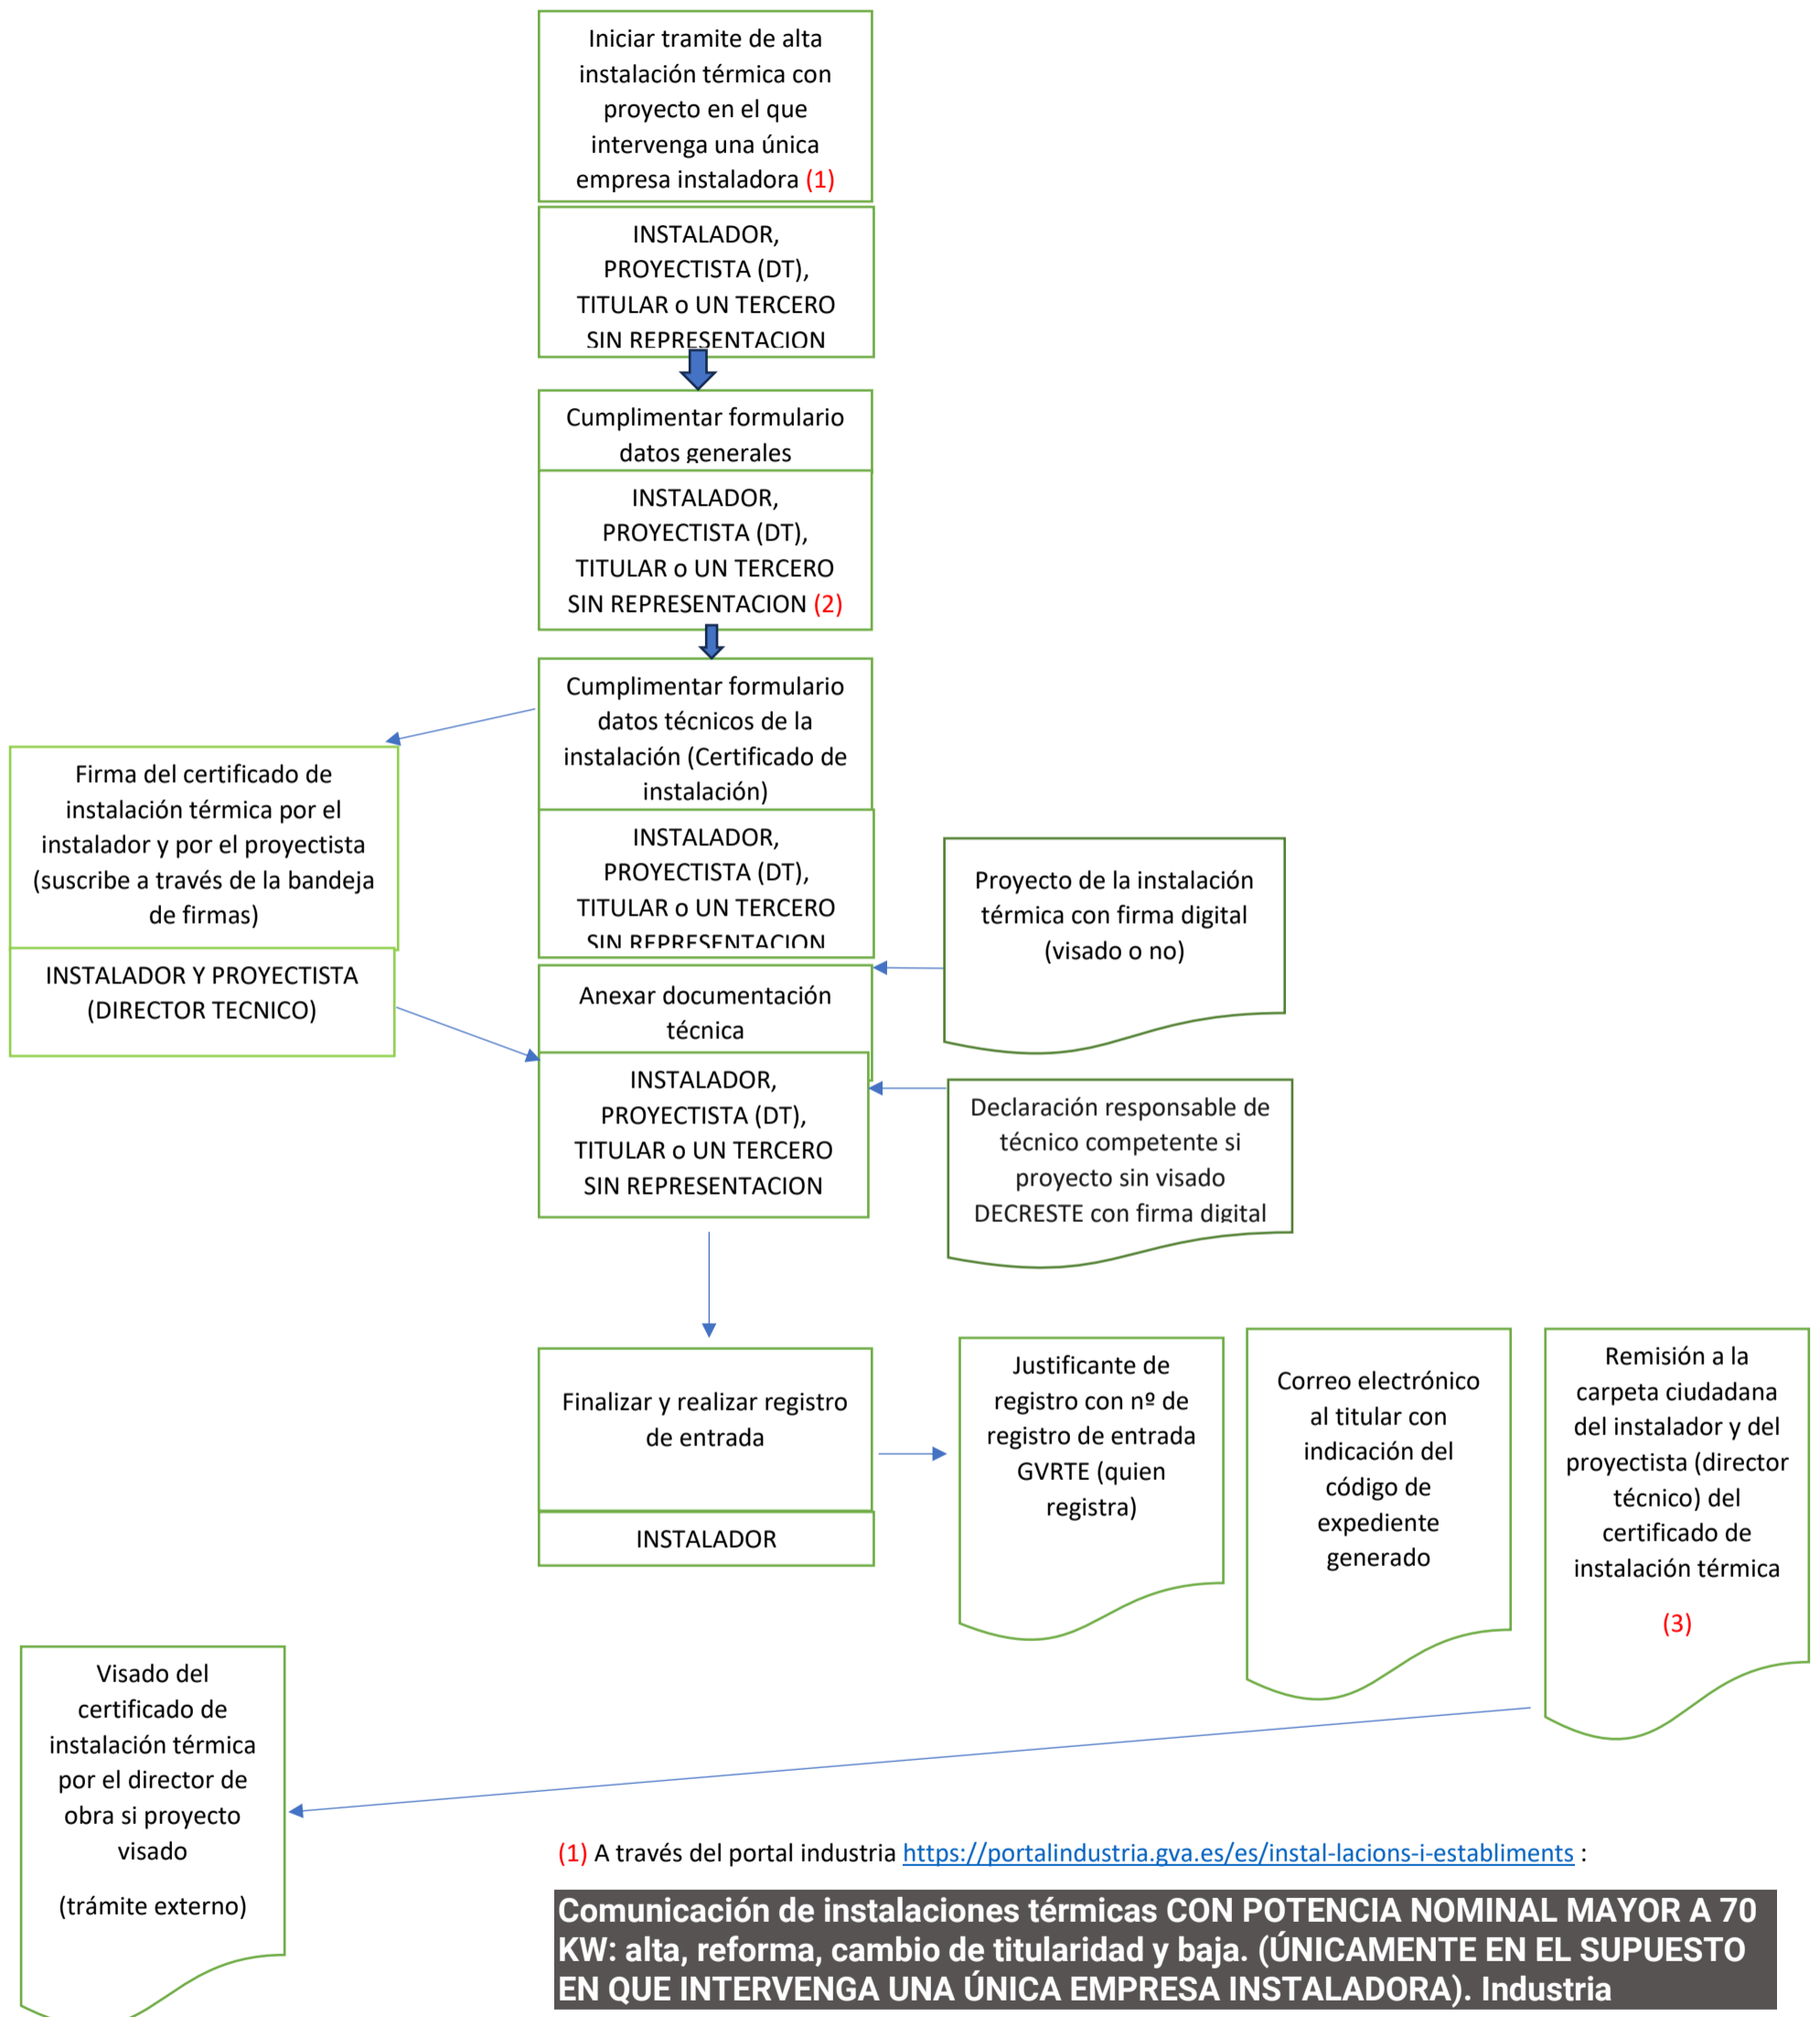 Iniciar tramite de alta
instalación térmica con
proyecto en el que
intervenga una única
empresa instaladora (1)
INSTALADOR,
PROYECTISTA (DT),
TITULAR o UN TERCERO
SIN REPRESENTACION
Cumplimentar formulario
datos generales
INSTALADOR,
PROYECTISTA (DT),
TITULAR o UN TERCERO
SIN REPRESENTACION (2)
Cumplimentar formulario
datos técnicos de la
instalación (Certificado de
instalación)
INSTALADOR,
PROYECTISTA (DT),
TITULAR o UN TERCERO
SIN REPRESENTACION
Firma del certificado de
instalación térmica por el
instalador y por el proyectista
(suscribe a través de la bandeja
de firmas)
INSTALADOR Y PROYECTISTA
(DIRECTOR TECNICO)
Proyecto de la instalación
térmica con firma digital
(visado o no)
Anexar documentación
técnica
INSTALADOR,
PROYECTISTA (DT),
TITULAR o UN TERCERO
SIN REPRESENTACION
Declaración responsable de
técnico competente si
proyecto sin visado
DECRESTE con firma digital
Finalizar y realizar registro
de entrada
INSTALADOR
Justificante de
registro con nº de
registro de entrada
GVRTE (quien
registra)
Correo electrónico
al titular con
indicación del
código de
expediente
generado
Remisión a la
carpeta ciudadana
del instalador y del
proyectista (director
técnico) del
certificado de
instalación térmica
(3)
Visado del
certificado de
instalación térmica
por el director de
obra si proyecto
visado
(trámite externo)
(1) A través del portal industria https://portalindustria.gva.es/es/instal-lacions-i-establiments :
Comunicación de instalaciones térmicas CON POTENCIA NOMINAL MAYOR A 70
KW: alta, reforma, cambio de titularidad y baja. (ÚNICAMENTE EN EL SUPUESTO
EN QUE INTERVENGA UNA ÚNICA EMPRESA INSTALADORA). Industria